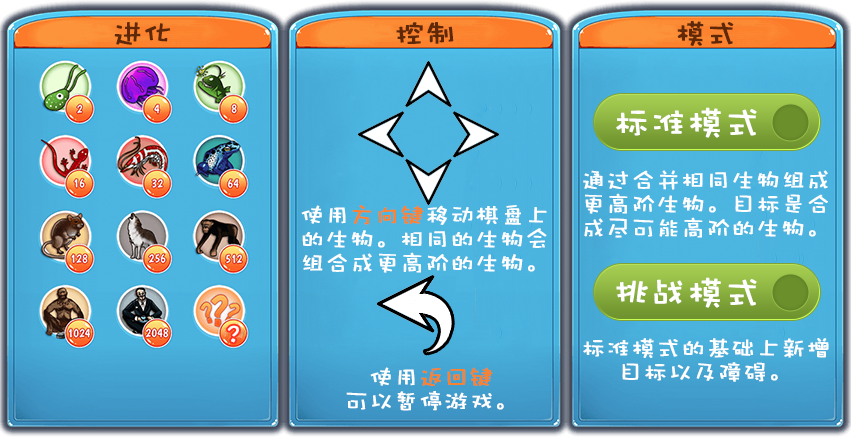 进化
2
4
8
16
32
64
128
256
512
1024
2048
???
?
控制
使用方向键移动棋盘上
的生物。相同的生物会
组合成更高阶的生物。
使用返回键
可以暂停游戏。
模式
标准模式
通过合并相同生物组成
更高阶生物。目标是合
成尽可能高阶的生物。
挑战模式
标准模式的基础上新增
目标以及障碍。